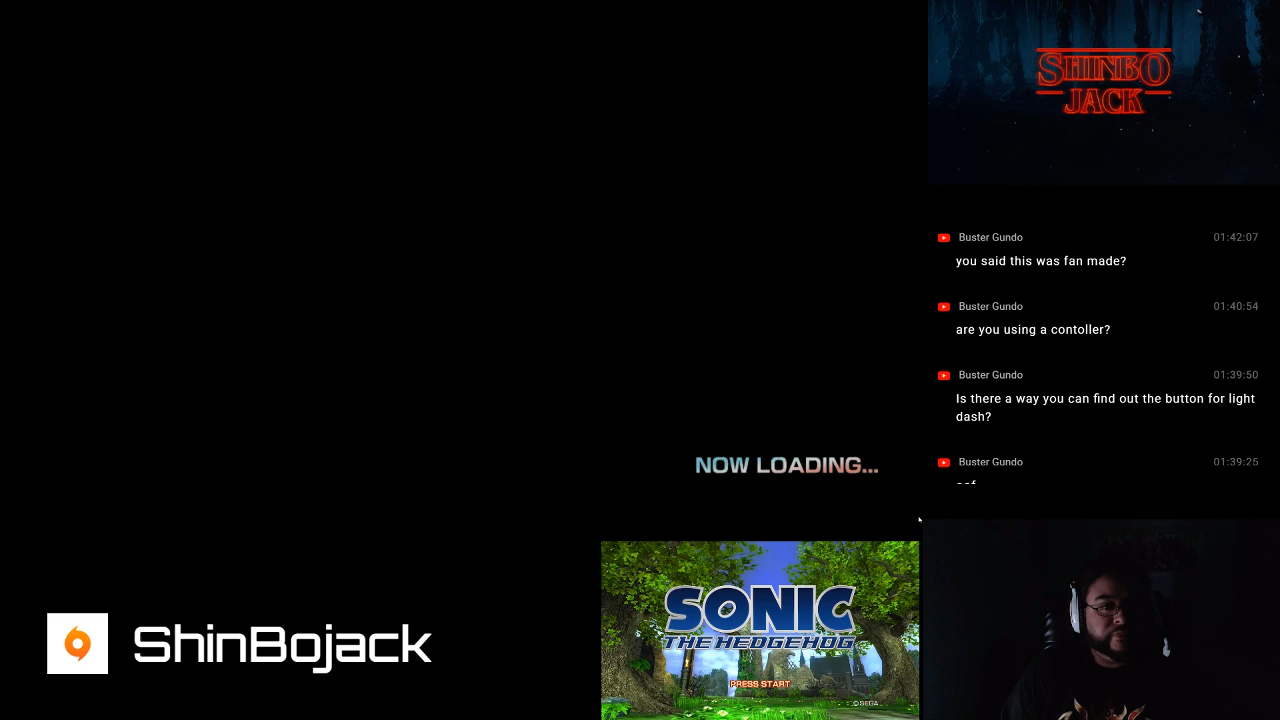 SHINBO
JACK
Buster Gundo 01:42:07
you said this was fan made?
Buster Gundo 01:40:54
are you using a contoller?
Buster Gundo 01:39:50
Is there a way you can find out the button for light
dash?
Buster Gundo 01:39:25
NOW LOADING...
SONIC
THE HEDGEHOG
PRESS START
©SEGA
ShinBojack